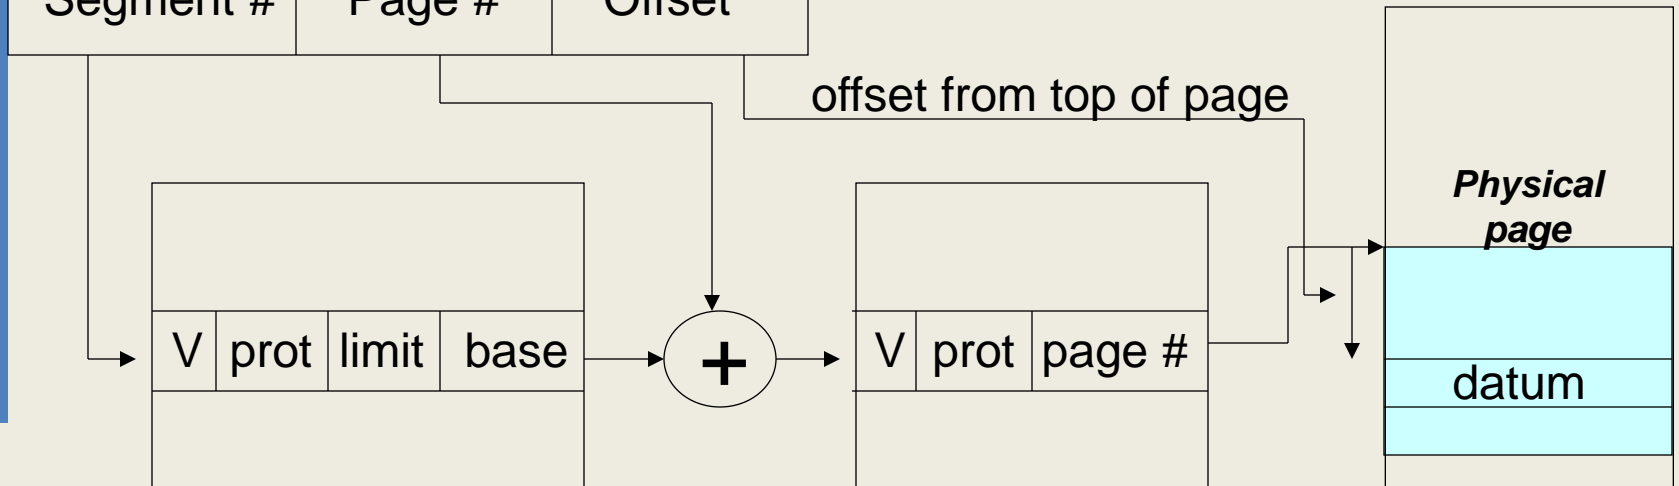 Segment # Page # Offset
offset from top of page
Physical
page
V prot limit base + V prot page #
datum